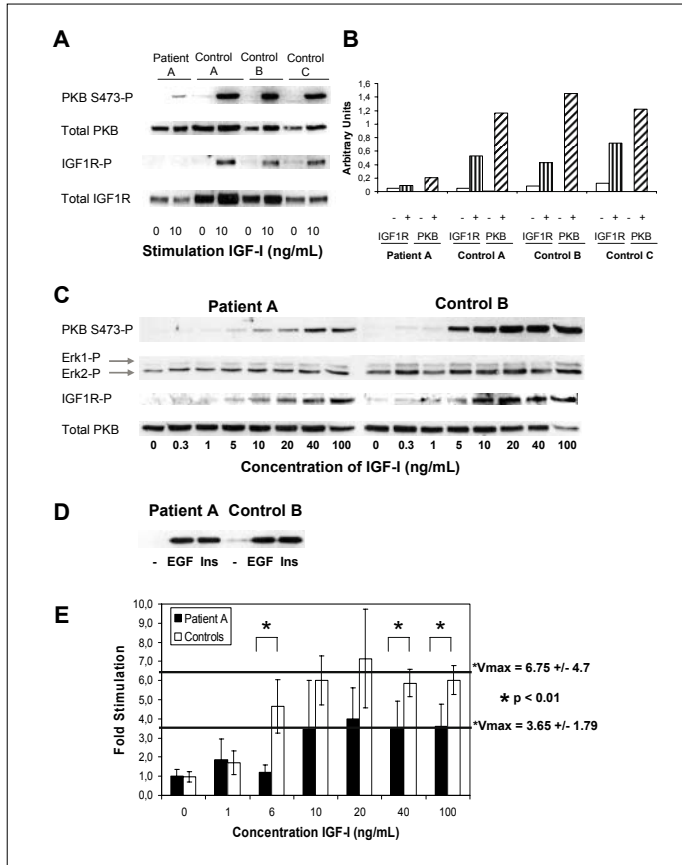 A
Patient Control Control Control
A A B C
PKB S473-P
Total PKB
IGF1R-P
Total IGF1R
0 10 0 10 0 10 0 10
Stimulation IGF-I (ng/mL)
B
Arbitrary Units
1,6
1,4
1,2
1
0,8
0,6
0,4
0,2
0
- + - + - + - + - + - + - + - +
IGF1R PKB IGF1R PKB IGF1R PKB IGF1R PKB
Patient A Control A Control B Control C
C
Patient A Control B
PKB S473-P
Erk1-P
Erk2-P
IGF1R-P
Total PKB
0 0.3 1 5 10 20 40 100 0 0.3 1 5 10 20 40 100
Concentration of IGF-I (ng/mL)
D
Patient A Control B
- EGF Ins - EGF Ins
E
Fold Stimulation
10,0
9,0
8,0
7,0
6,0
5,0
4,0
3,0
2,0
1,0
0,0
Patient A
Controls
* * *
*Vmax = 6.75 +/- 4.7
* p < 0.01
*Vmax = 3.65 +/- 1.79
0 1 6 10 20 40 100
Concentration IGF-I (ng/mL)